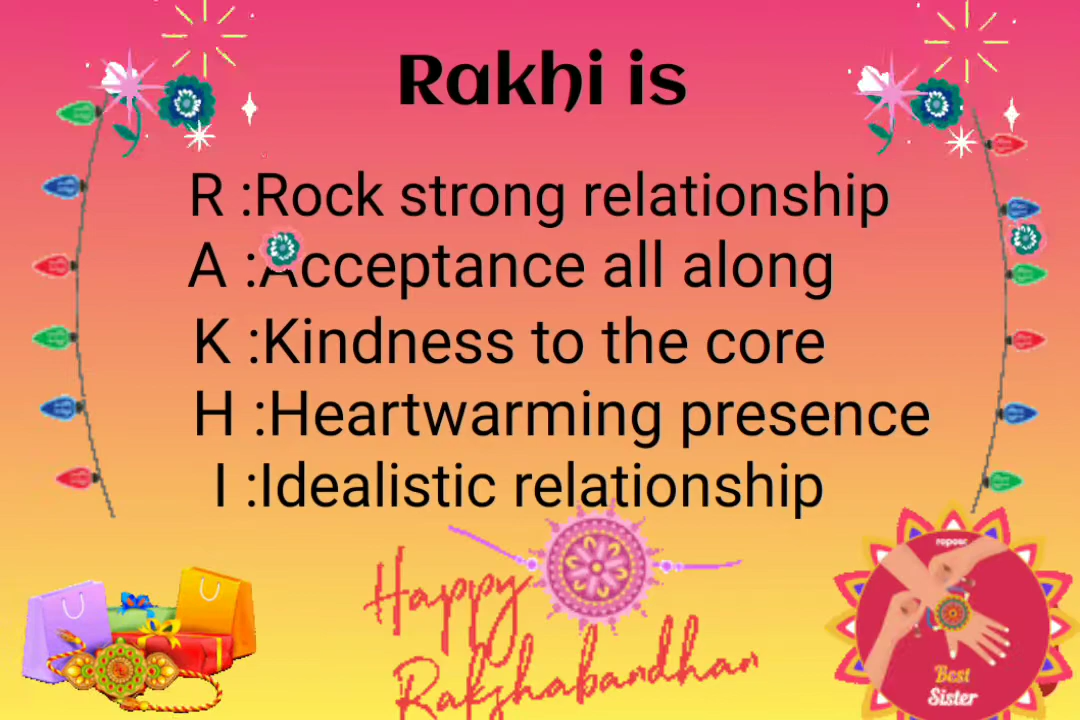 Rakhi is
R :Rock strong relationship
A :Acceptance all along
K :Kindness to the core
H :Heartwarming presence
I :Idealistic relationship
Happy
Rakshabandhan
roposo
Best
Sister